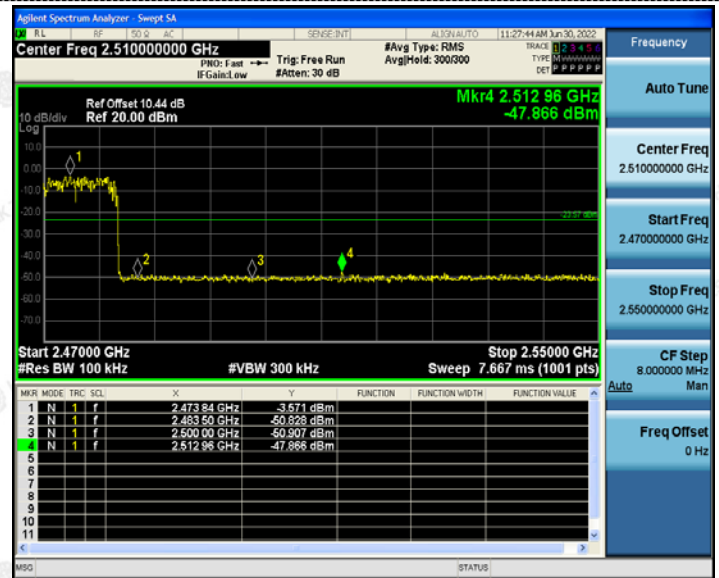 Agilent Spectrum Analyzer - Swept SA
RL RF 50 Ω AC SENSE:INT ALIGN AUTO 11:27:44 AM Jun 30, 2022
Center Freq 2.510000000 GHz
#Avg Type: RMS
TRACE 1 2 3 4 5 6
PNO: Fast
Trig: Free Run
Avg|Hold: 300/300
TYPE M
IFGain:Low
#Atten: 30 dB
DET P P P P P P
Mkr4 2.512 96 GHz
-47.866 dBm
Ref Offset 10.44 dB
10 dB/div Ref 20.00 dBm
Log
10.0
0.00
-10.0
-20.0
-30.0
-40.0
-50.0
-60.0
-70.0
1
2
3
4
-23.57 dBm
Start 2.47000 GHz Stop 2.55000 GHz
#Res BW 100 kHz #VBW 300 kHz Sweep 7.667 ms (1001 pts)
MKR MODE TRC SCL X Y FUNCTION FUNCTION WIDTH FUNCTION VALUE
1 N 1 f 2.473 84 GHz -3.571 dBm
2 N 1 f 2.483 50 GHz -50.828 dBm
3 N 1 f 2.500 00 GHz -50.907 dBm
4 N 1 f 2.512 96 GHz -47.866 dBm
5
6
7
8
9
10
11
MSG STATUS
Frequency
Auto Tune
Center Freq
2.510000000 GHz
Start Freq
2.470000000 GHz
Stop Freq
2.550000000 GHz
CF Step
8.000000 MHz
Auto Man
Freq Offset
0 Hz